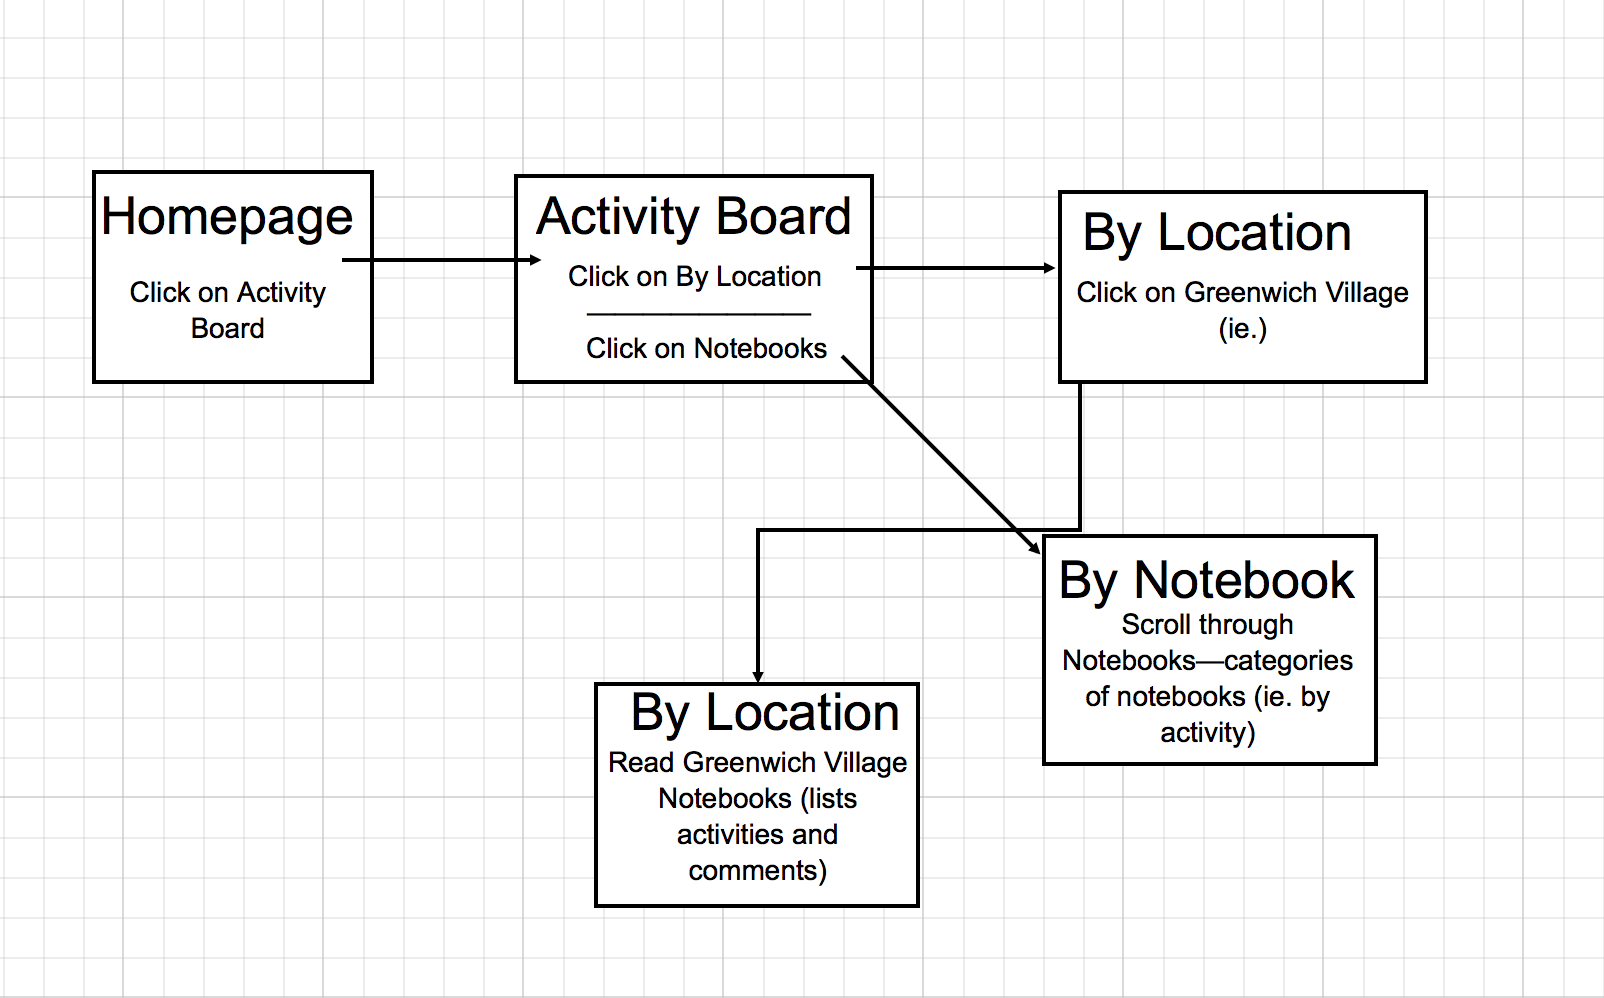 Homepage
Click on Activity
Board
Activity Board
Click on By Location
Click on Notebooks
By Location
Click on Greenwich Village
(ie.)
By Notebook
Scroll through
Notebooks—categories
of notebooks (ie. by
activity)
By Location
Read Greenwich Village
Notebooks (lists
activities and
comments)